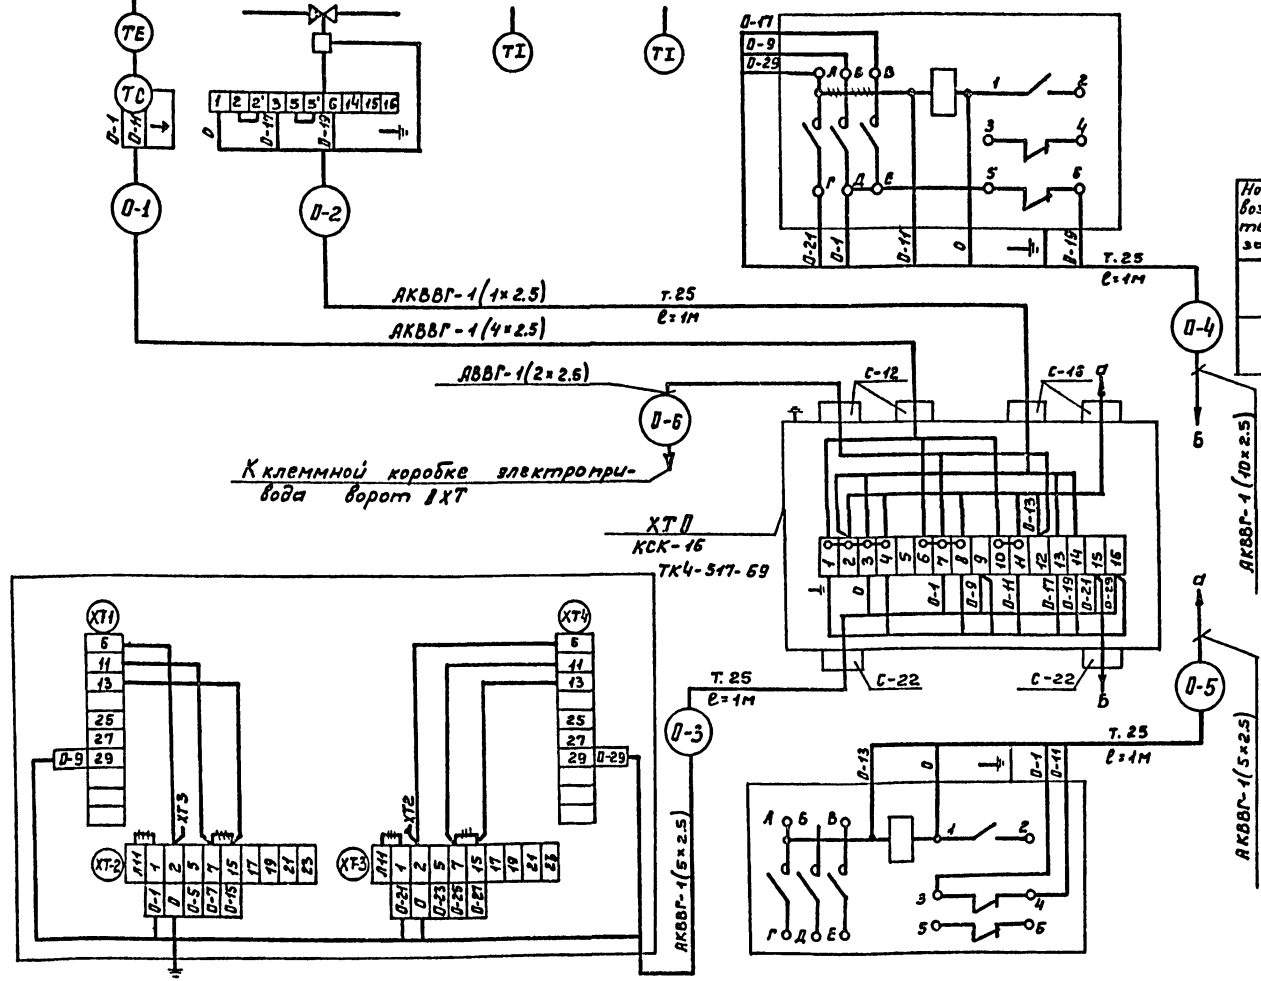 TE
TC
0-1
0-11
0-1
1 2 2' 3 5 5' 6 14 15 16
0
0-17
0-19
0-2
TI
TI
0-17
0-9
0-29
А Б В
1 2
3 4
5 6
Г Д Е
0-21
0-1
0-11
0
0-19
т.25
ℓ=1м
0-4
Б
АКВВГ-1(10×2.5)
АКВВГ-1(1×2.5)
т.25
ℓ=1м
АКВВГ-1(4×2.5)
АВВГ-1(2×2.5)
0-6
К клеммной коробке электропри-
вода ворот 8ХТ
С-12
С-15
а
ХТ0
КСК-16
ТК4-517-69
0-13
1 2 3 4 5 6 7 8 9 10 11 12 13 14 15 16
0
0-1
0-9
0-11
0-17
0-19
0-21
0-29
С-22
С-22
Б
т.25
ℓ=1м
0-3
АКВВГ-1(5×2.5)
а
0-5
АКВВГ-1(5×2.5)
т.25
ℓ=1м
ХТ1
6
11
13
25
27
29
0-9
ХТ4
6
11
13
25
27
29
0-29
ХТ3
ХТ-2
Л11 1 2 5 7 15 17 19 21 23
0-1 0 0-5 0-7 0-15
ХТ2
ХТ-3
Л11 1 2 5 7 15 17 19 21 23
0-21 0 0-23 0-25 0-27
0-13
0
0-1
0-11
А Б В
1 2
3 4
5 6
Г Д Е